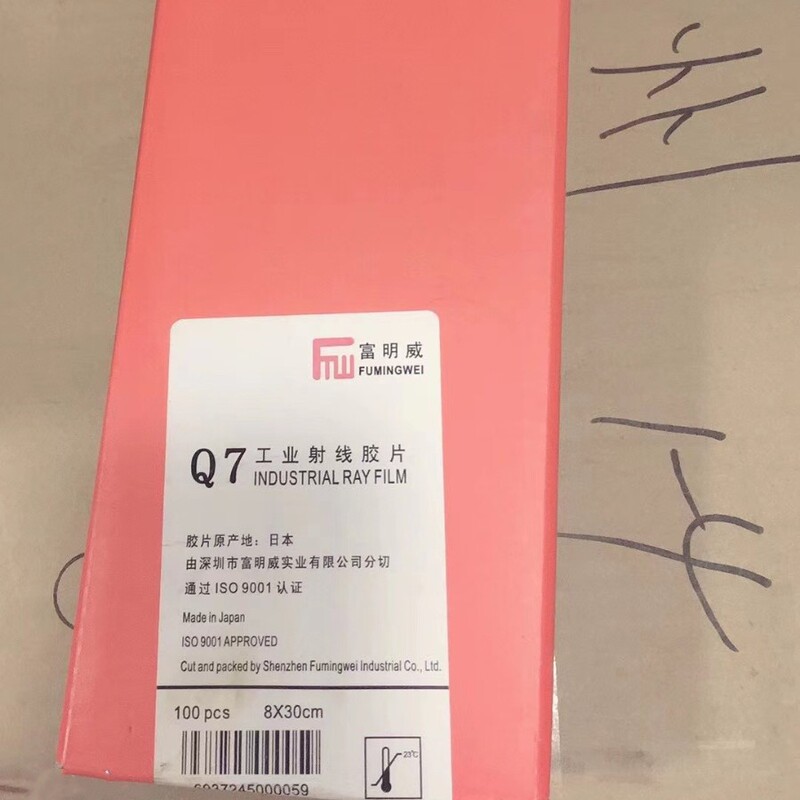 富明威
FUMINGWEI
Q7 工业射线胶片
INDUSTRIAL RAY FILM
胶片原产地：日本
由深圳市富明威实业有限公司分切
通过 ISO 9001 认证
Made in Japan
ISO 9001 APPROVED
Cut and packed by Shenzhen Fumingwei Industrial Co., Ltd.
100 pcs 8X30cm
23℃
6937245000059